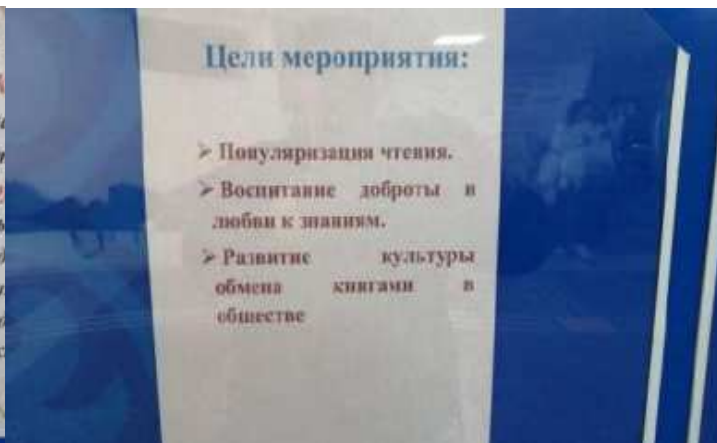 Цели мероприятия:
➢ Популяризация чтения.
➢ Воспитание доброты и
любви к знаниям.
➢ Развитие культуры
обмена книгами в
обществе